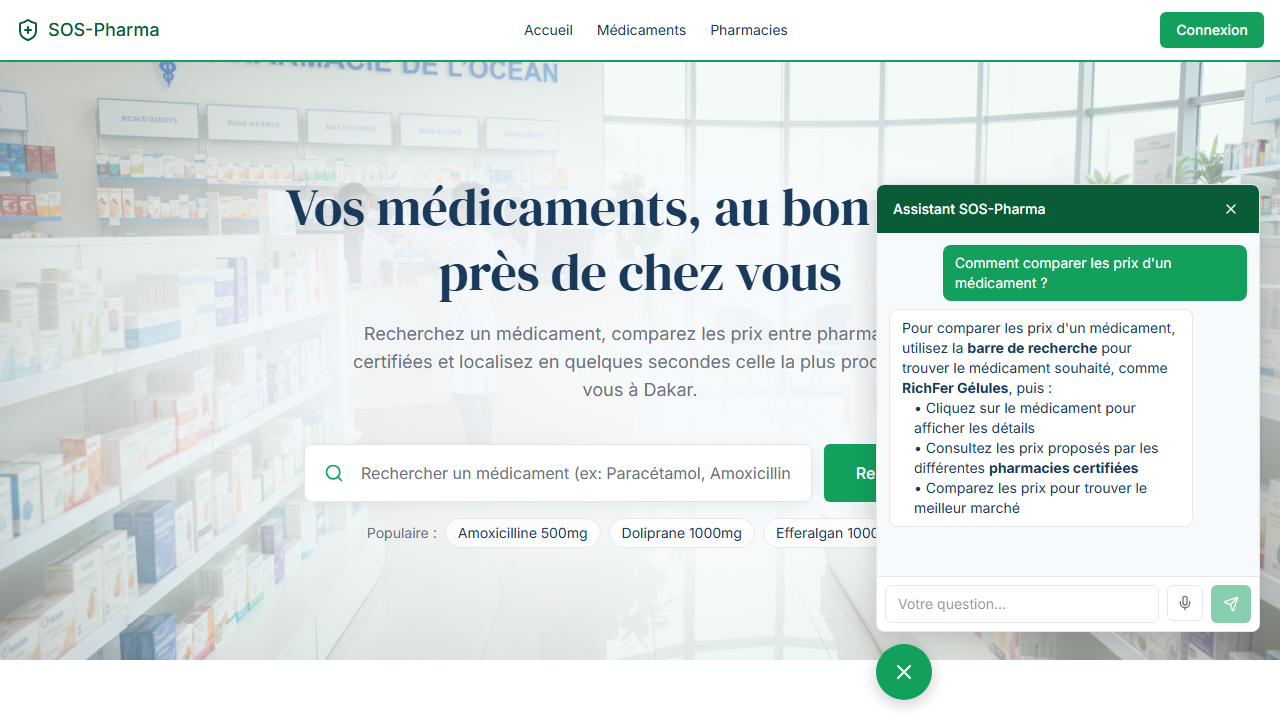 SOS-Pharma
Accueil
Médicaments
Pharmacies
Connexion
PHARMACIE DE L'OCÉAN
Vos médicaments, au bon
près de chez vous
Recherchez un médicament, comparez les prix entre pharma
certifiées et localisez en quelques secondes celle la plus proc
vous à Dakar.
Rechercher un médicament (ex: Paracétamol, Amoxicillin
Re
Populaire :
Amoxicilline 500mg
Doliprane 1000mg
Efferalgan 1000
Assistant SOS-Pharma
Comment comparer les prix d'un
médicament ?
Pour comparer les prix d'un médicament,
utilisez la barre de recherche pour
trouver le médicament souhaité, comme
RichFer Gélules, puis :
• Cliquez sur le médicament pour
afficher les détails
• Consultez les prix proposés par les
différentes pharmacies certifiées
• Comparez les prix pour trouver le
meilleur marché
Votre question...